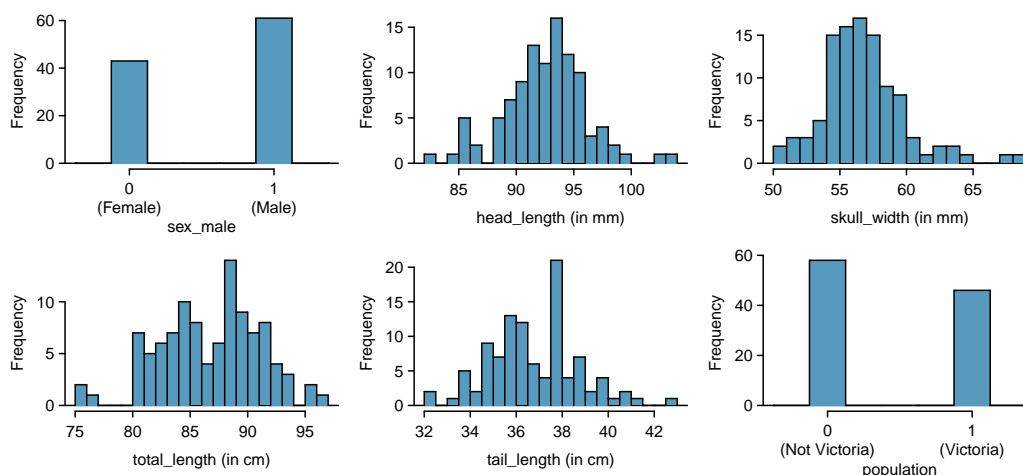 Frequency
60
40
20
0
0
(Female)
1
(Male)
sex_male
Frequency
15
10
5
0
85
90
95
100
head_length (in mm)
Frequency
15
10
5
0
50
55
60
65
skull_width (in mm)
Frequency
10
5
0
75
80
85
90
95
total_length (in cm)
Frequency
20
15
10
5
0
32
34
36
38
40
42
tail_length (in cm)
Frequency
60
40
20
0
0
(Not Victoria)
1
(Victoria)
population